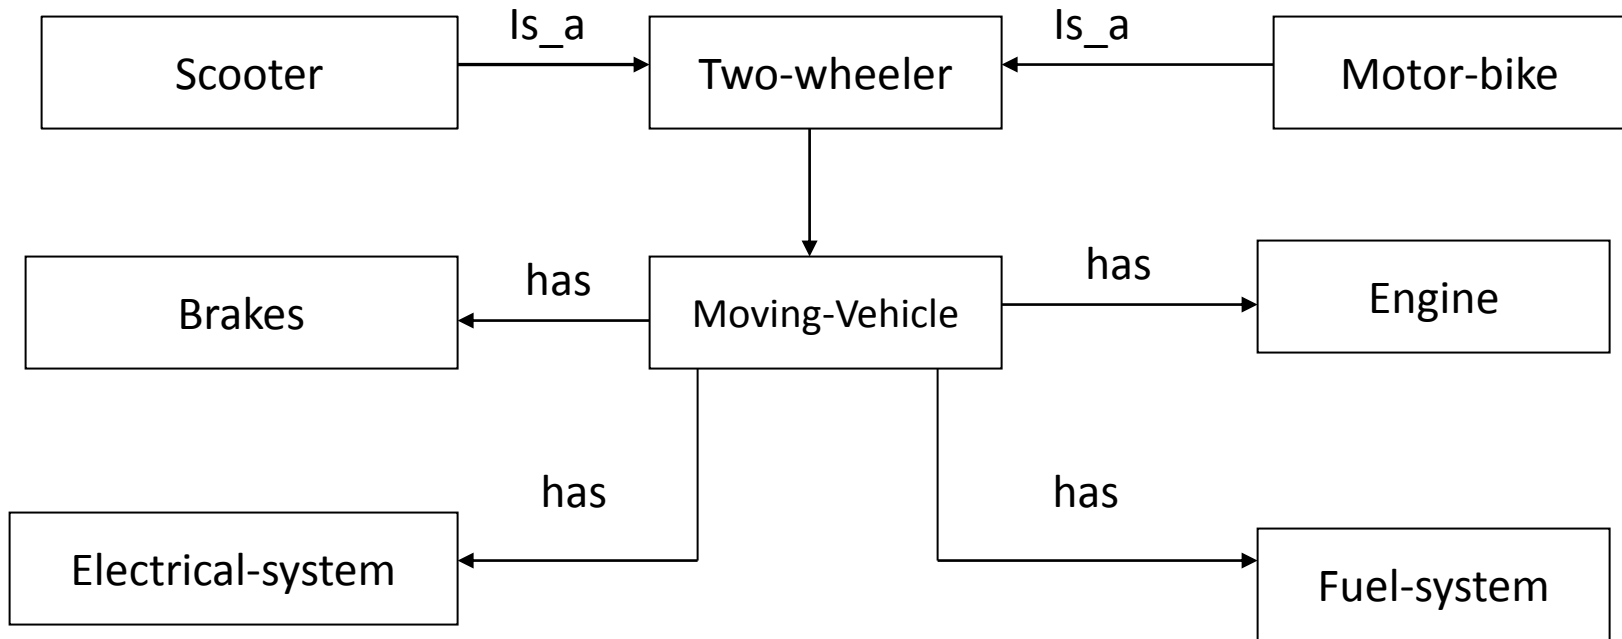 Is_a
Is_a
Scooter
Two-wheeler
Motor-bike
has
has
Brakes
Moving-Vehicle
Engine
has
has
Electrical-system
Fuel-system